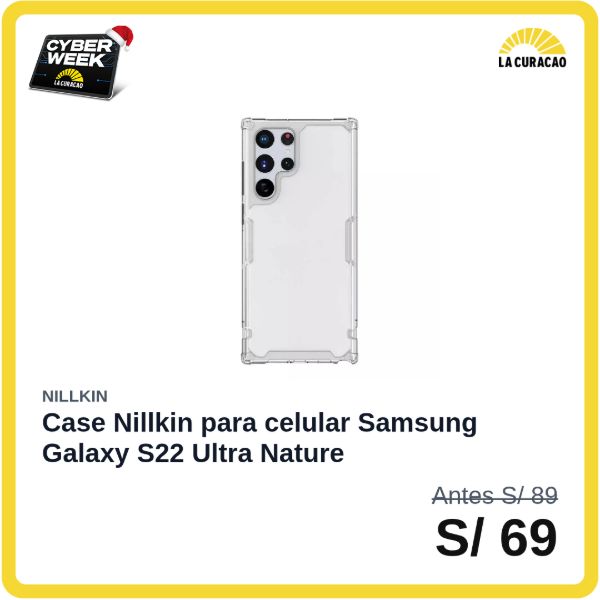 CYBER
WEEK
LA CURACAO
LA CURACAO
NILLKIN
Case Nillkin para celular Samsung
Galaxy S22 Ultra Nature
Antes S/ 89
S/ 69